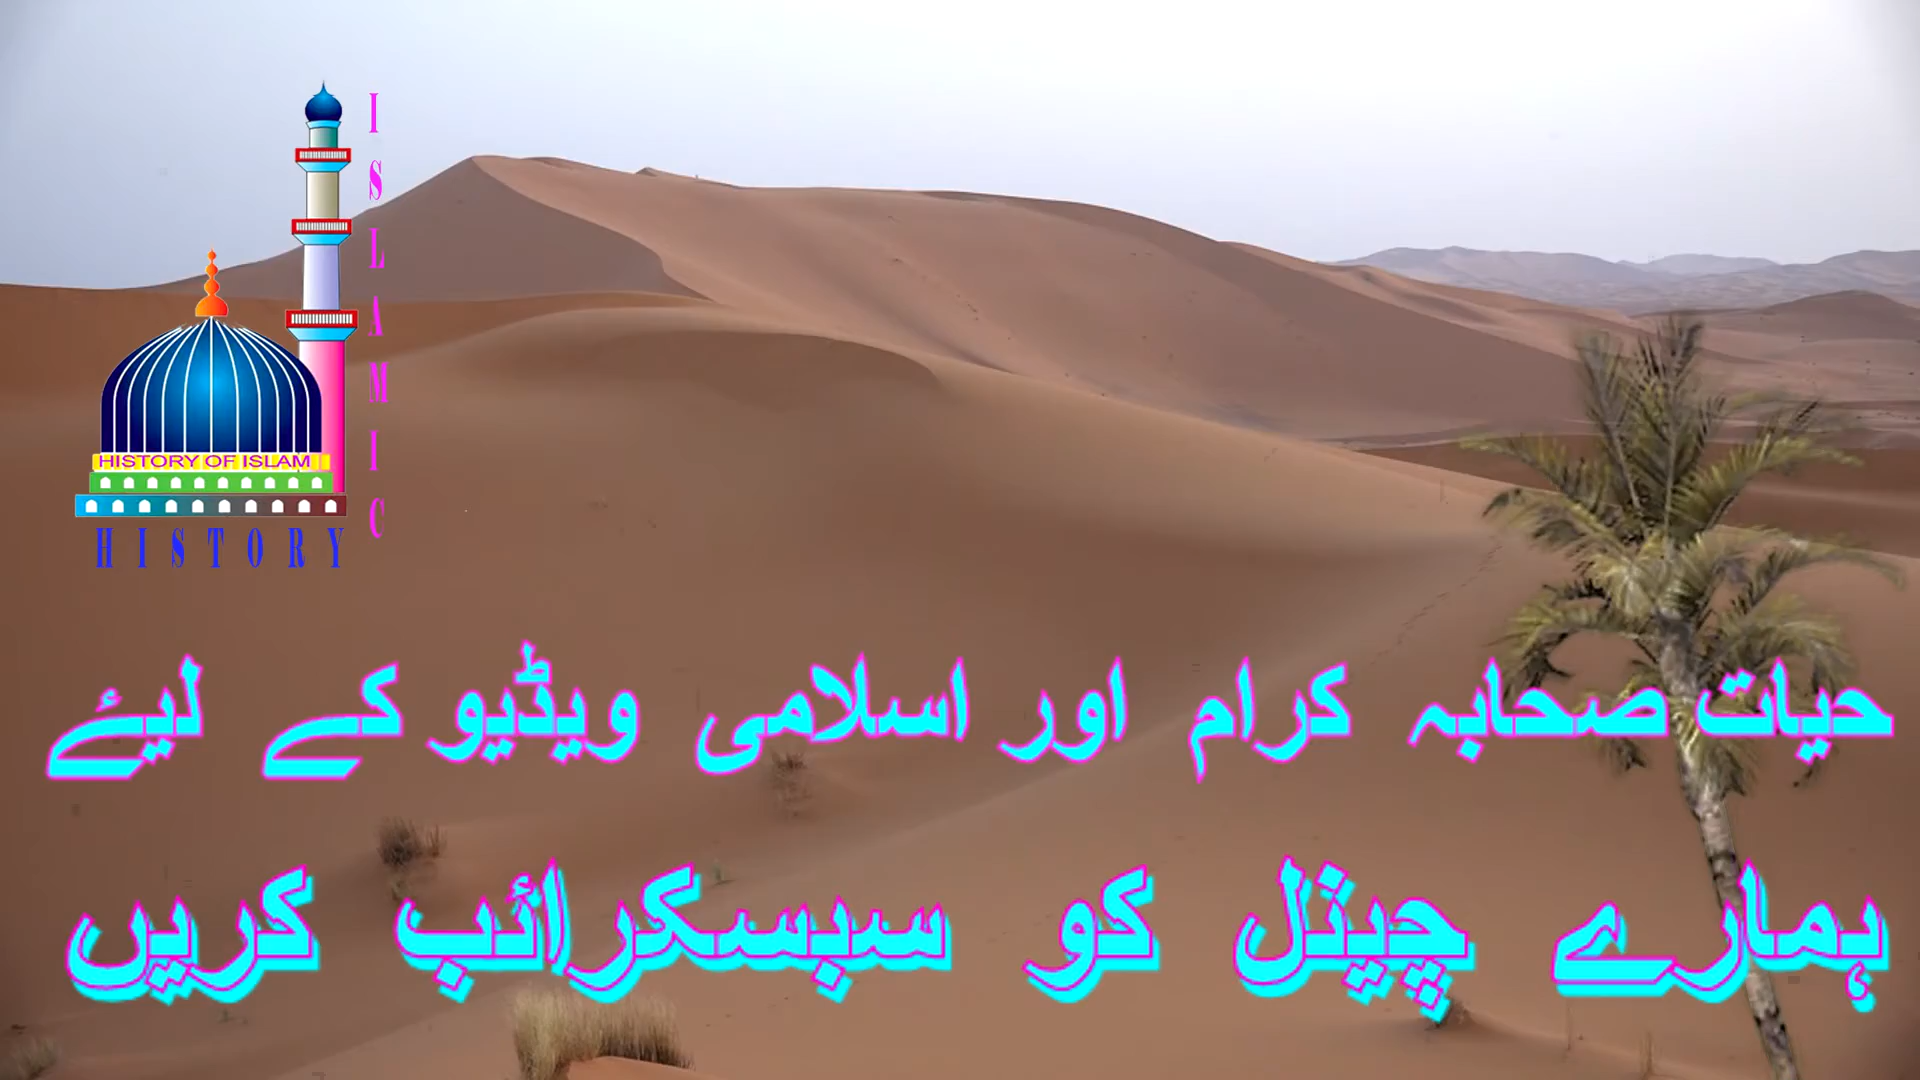 ISLAMIC
HISTORY OF ISLAM
HISTORY
حیات صحابہ کرام اور اسلامی ویڈیو کے لیئے
ہمارے چینل کو سبسکرائب کریں